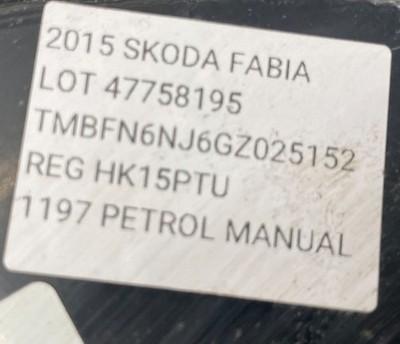 2015 SKODA FABIA
LOT 47758195
TMBFN6NJ6GZ025152
REG HK15PTU
1197 PETROL MANUAL